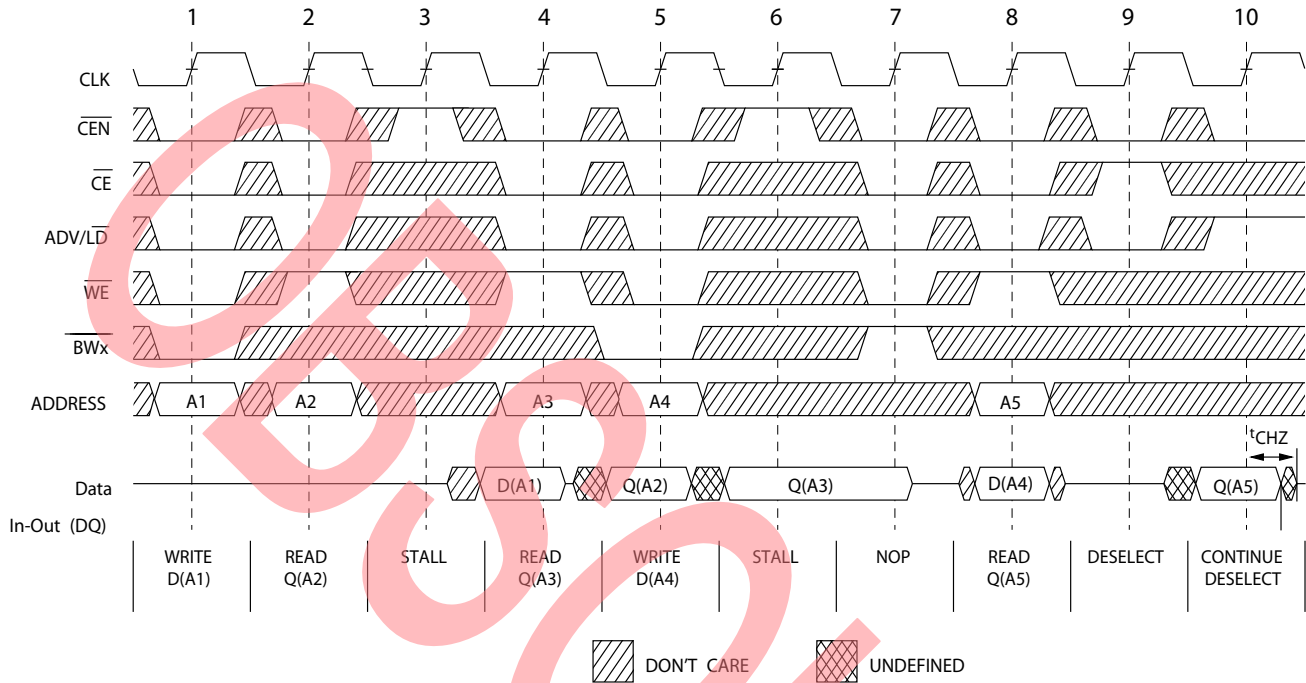 1 2 3 4 5 6 7 8 9 10
CLK
CEN
CE
ADV/LD
WE
BWx
ADDRESS A1 A2 A3 A4 A5
tCHZ
Data D(A1) Q(A2) Q(A3) D(A4) Q(A5)
In-Out (DQ)
WRITE READ STALL READ WRITE STALL NOP READ DESELECT CONTINUE
D(A1) Q(A2) Q(A3) D(A4) Q(A5) DESELECT
DON'T CARE UNDEFINED